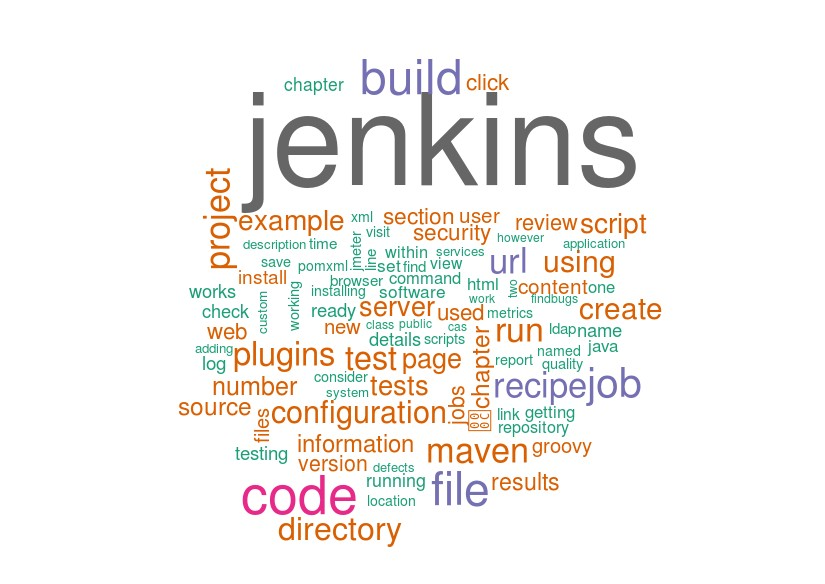 build
chapter
click
jenkins
project
example
xml
section
user
review
script
visit
security
however
description
time
jmeter
line
within
services
application
save
pomxml
set
find
view
url
using
install
browser
command
html
two
content
one
works
custom
working
installing
software
work
findbugs
check
ready
server
used
metrics
create
web
new
class
public
cas
run
ldap
name
details
scripts
adding
log
plugins
test
page
chapter
report
named
quality
java
number
consider
system
tests
recipe
job
source
files
configuration
jobs
link
getting
repository
testing
information
maven
groovy
version
defects
code
running
location
file
results
directory